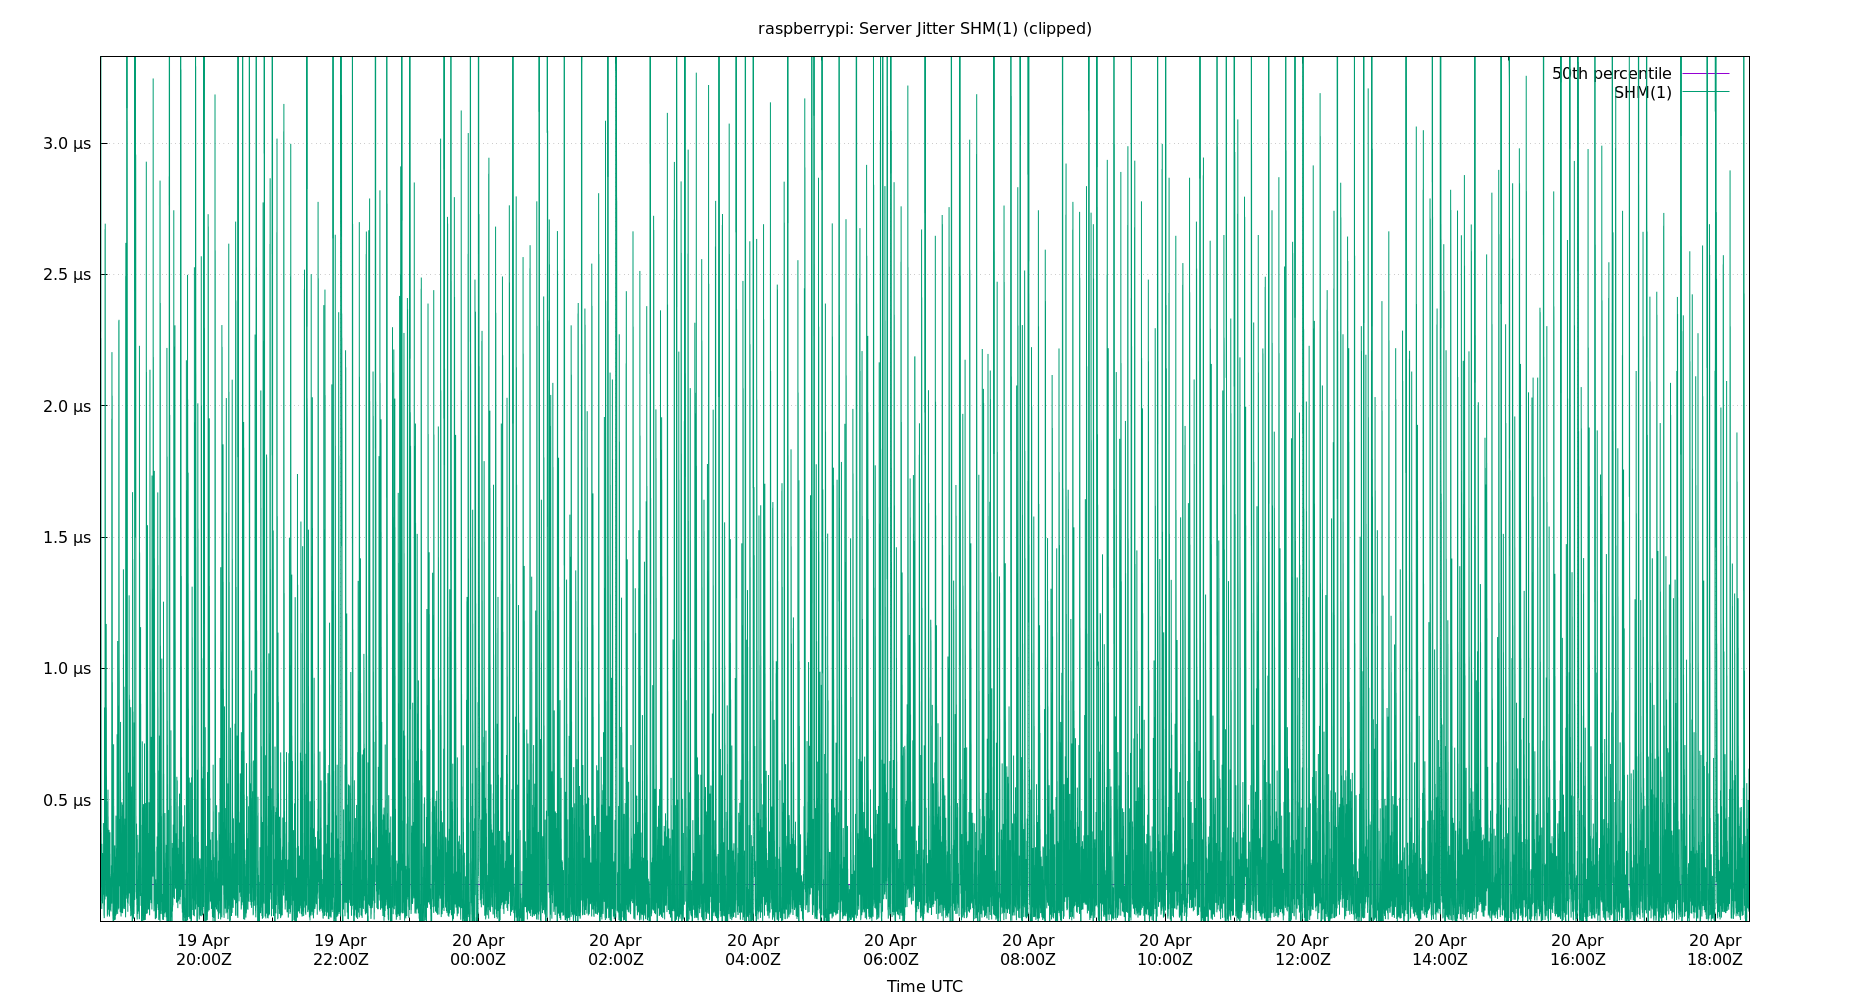 raspberrypi: Server Jitter SHM(1) (clipped)
50th percentile
SHM(1)
3.0 µs
2.5 µs
2.0 µs
1.5 µs
1.0 µs
0.5 µs
19 Apr 19 Apr 20 Apr 20 Apr 20 Apr 20 Apr 20 Apr 20 Apr 20 Apr 20 Apr 20 Apr 20 Apr
20:00Z 22:00Z 00:00Z 02:00Z 04:00Z 06:00Z 08:00Z 10:00Z 12:00Z 14:00Z 16:00Z 18:00Z
Time UTC